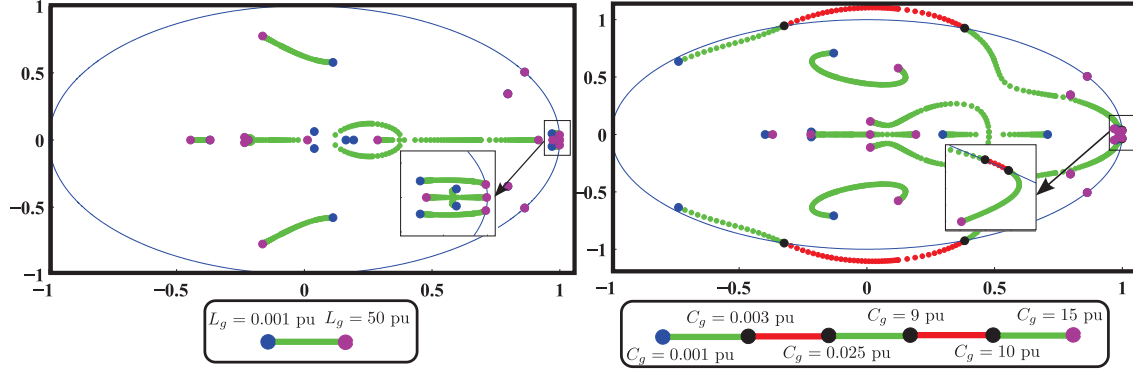 1
0.5
0
−0.5
−1
−1 −0.5 0 0.5 1
L_g = 0.001 pu L_g = 50 pu
1
0.5
0
−0.5
−1
−1 −0.5 0 0.5 1
C_g = 0.003 pu C_g = 9 pu C_g = 15 pu
C_g = 0.001 pu C_g = 0.025 pu C_g = 10 pu